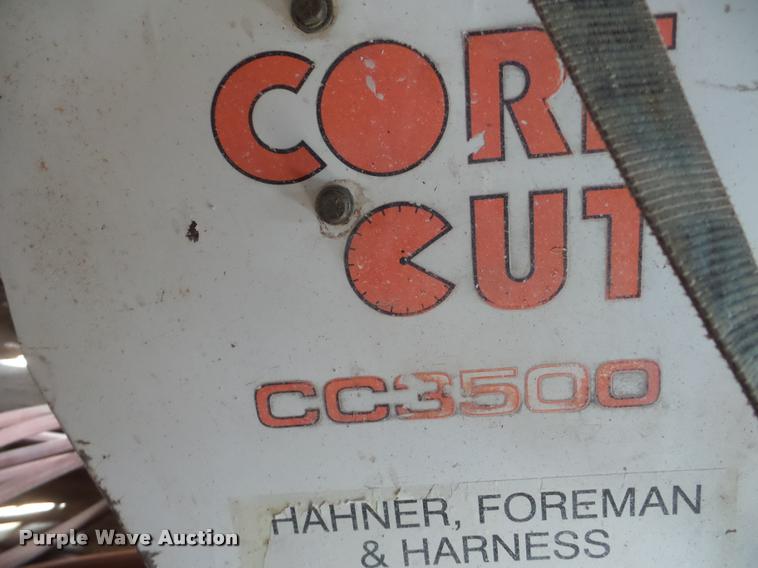 CORE
CUT
CC3500
HAHNER, FOREMAN
& HARNESS
Purple Wave Auction